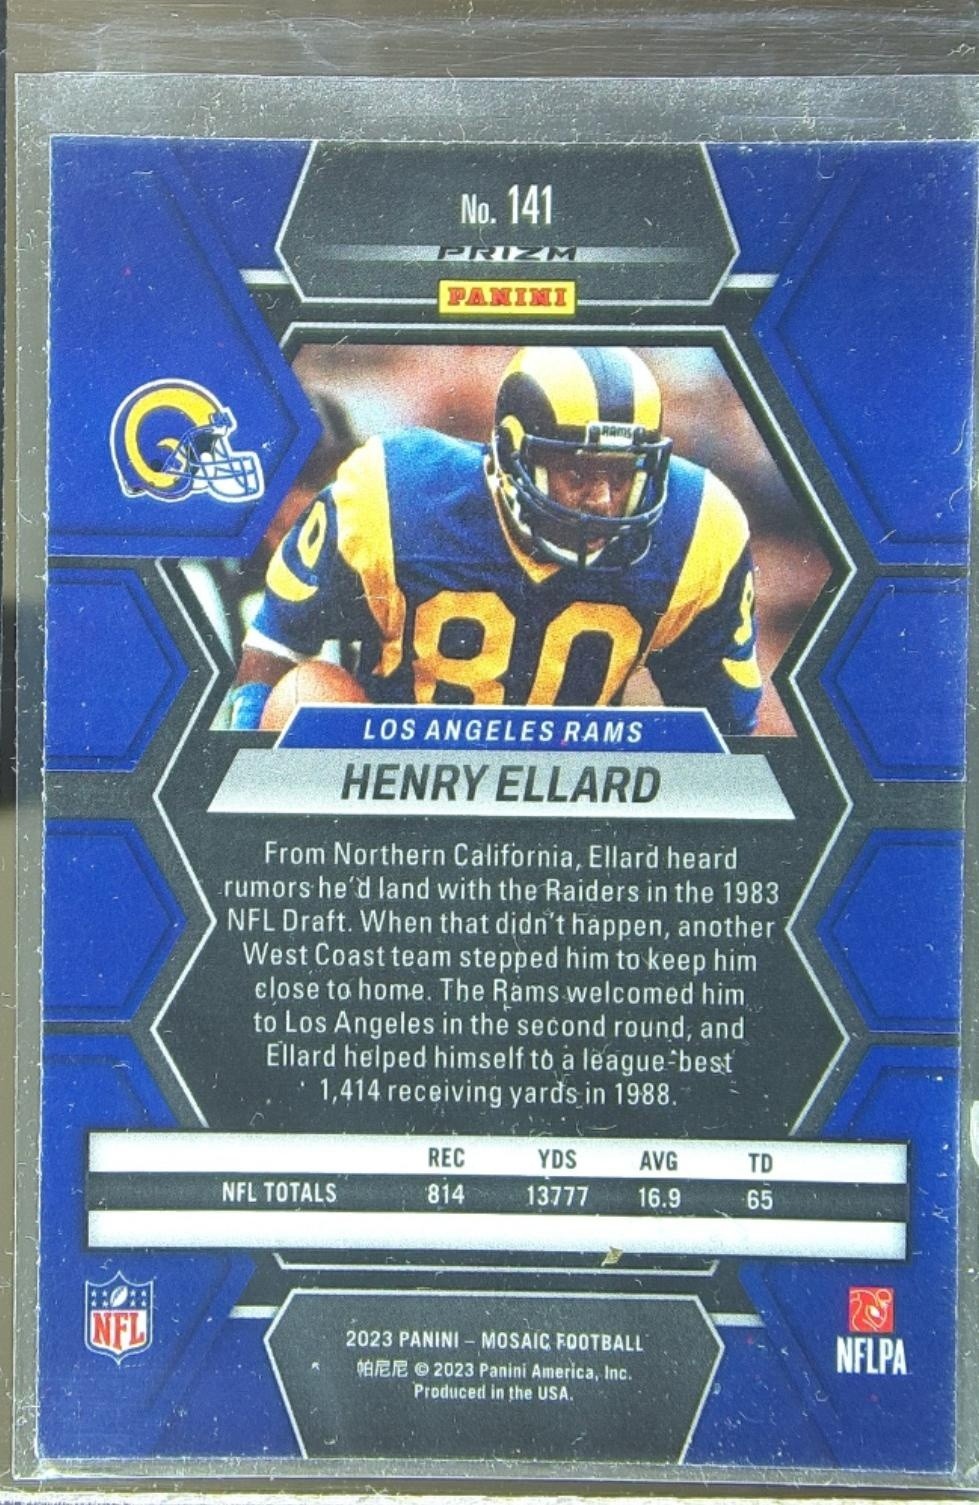 No. 141
PRIZM
PANINI
RAMS
80
80
80
LOS ANGELES RAMS
HENRY ELLARD
From Northern California, Ellard heard
rumors he'd land with the Raiders in the 1983
NFL Draft. When that didn't happen, another
West Coast team stepped him to keep him
close to home. The Rams welcomed him
to Los Angeles in the second round, and
Ellard helped himself to a league-best
1,414 receiving yards in 1988.
REC YDS AVG TD
NFL TOTALS 814 13777 16.9 65
NFL
NFLPA
2023 PANINI – MOSAIC FOOTBALL
帕尼尼 © 2023 Panini America, Inc.
Produced in the USA.